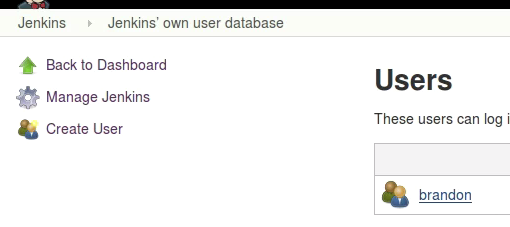 Jenkins
Jenkins' own user database
Back to Dashboard
Manage Jenkins
Create User
Users
These users can log i
brandon